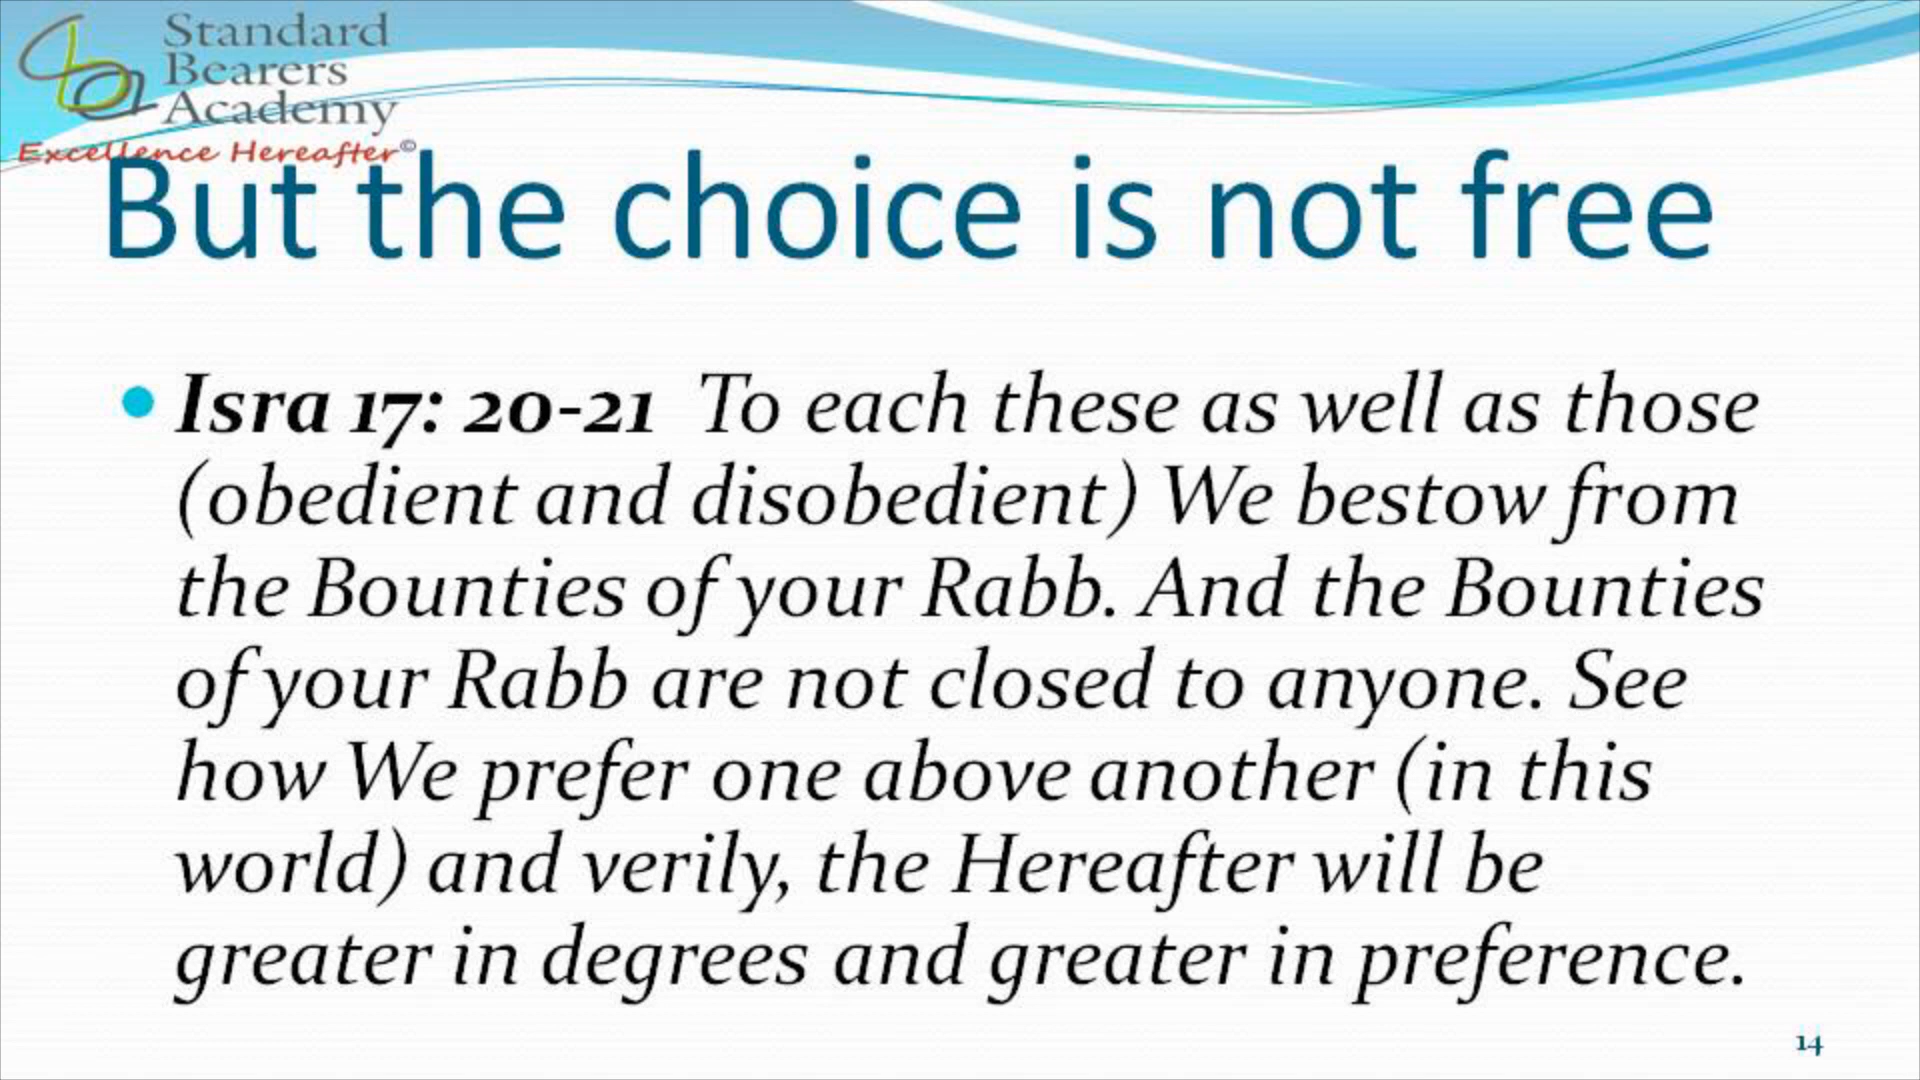 Standard
Bearers
Academy
Excellence Hereafter©
But the choice is not free
• Isra 17: 20-21 To each these as well as those
(obedient and disobedient) We bestow from
the Bounties of your Rabb. And the Bounties
of your Rabb are not closed to anyone. See
how We prefer one above another (in this
world) and verily, the Hereafter will be
greater in degrees and greater in preference.
14